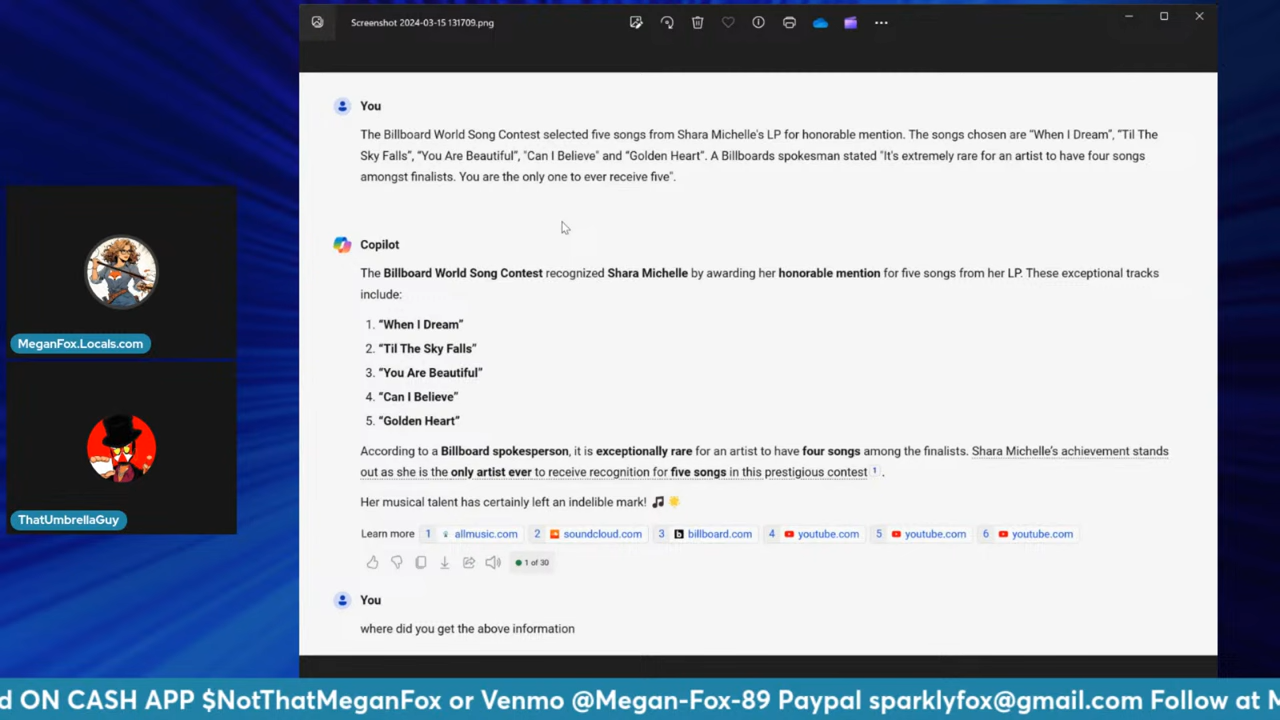 Screenshot 2024-03-15 131709.png
You
The Billboard World Song Contest selected five songs from Shara Michelle's LP for honorable mention. The songs chosen are “When I Dream”, “Til The
Sky Falls”, “You Are Beautiful”, "Can I Believe" and “Golden Heart”. A Billboards spokesman stated "It's extremely rare for an artist to have four songs
amongst finalists. You are the only one to ever receive five".
Copilot
The Billboard World Song Contest recognized Shara Michelle by awarding her honorable mention for five songs from her LP. These exceptional tracks
include:
1. “When I Dream”
2. “Til The Sky Falls”
3. “You Are Beautiful”
4. “Can I Believe”
5. “Golden Heart”
According to a Billboard spokesperson, it is exceptionally rare for an artist to have four songs among the finalists. Shara Michelle’s achievement stands
out as she is the only artist ever to receive recognition for five songs in this prestigious contest 1 .
Her musical talent has certainly left an indelible mark! 🎵🌟
Learn more 1 allmusic.com 2 soundcloud.com 3 billboard.com 4 youtube.com 5 youtube.com 6 youtube.com
1 of 30
You
where did you get the above information
MeganFox.Locals.com
ThatUmbrellaGuy
d ON CASH APP $NotThatMeganFox or Venmo @Megan-Fox-89 Paypal sparklyfox@gmail.com Follow at M